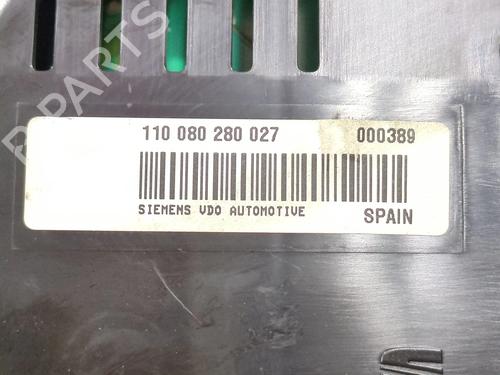 B-PARTS
110 080 280 027 000389
SIEMENS VDO AUTOMOTIVE SPAIN